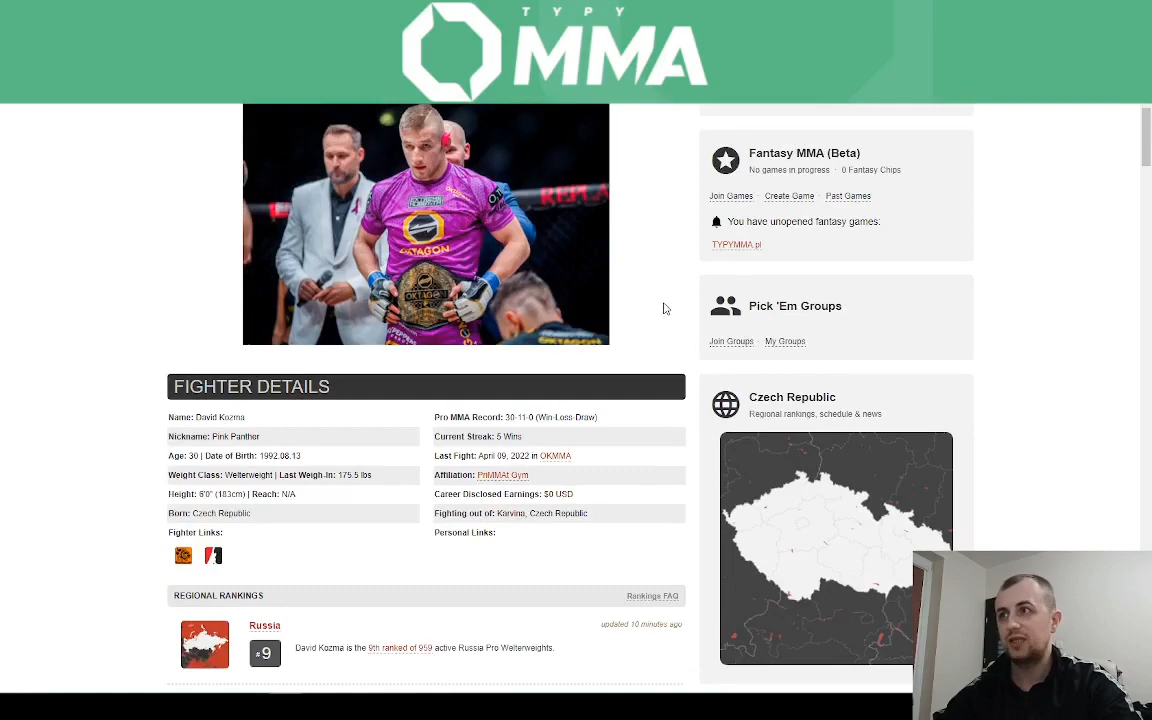 TYPY
MMA
Fantasy MMA (Beta)
No games in progress · 0 Fantasy Chips
Join Games · Create Game · Past Games
You have unopened fantasy games:
TYPYMMA.pl
Pick 'Em Groups
Join Groups · My Groups
OKTAGON
OKTAGON
FIGHTER DETAILS
Name: David Kozma
Pro MMA Record: 30-11-0 (Win-Loss-Draw)
Nickname: Pink Panther
Current Streak: 5 Wins
Age: 30 | Date of Birth: 1992.08.13
Last Fight: April 09, 2022 in OKMMA
Weight Class: Welterweight | Last Weigh-In: 175.5 lbs
Affiliation: PriMMAt Gym
Height: 6'0" (183cm) | Reach: N/A
Career Disclosed Earnings: $0 USD
Born: Czech Republic
Fighting out of: Karvina, Czech Republic
Fighter Links:
Personal Links:
Czech Republic
Regional rankings, schedule & news
REGIONAL RANKINGS
Rankings FAQ
Russia
updated 10 minutes ago
#9
David Kozma is the 9th ranked of 959 active Russia Pro Welterweights.